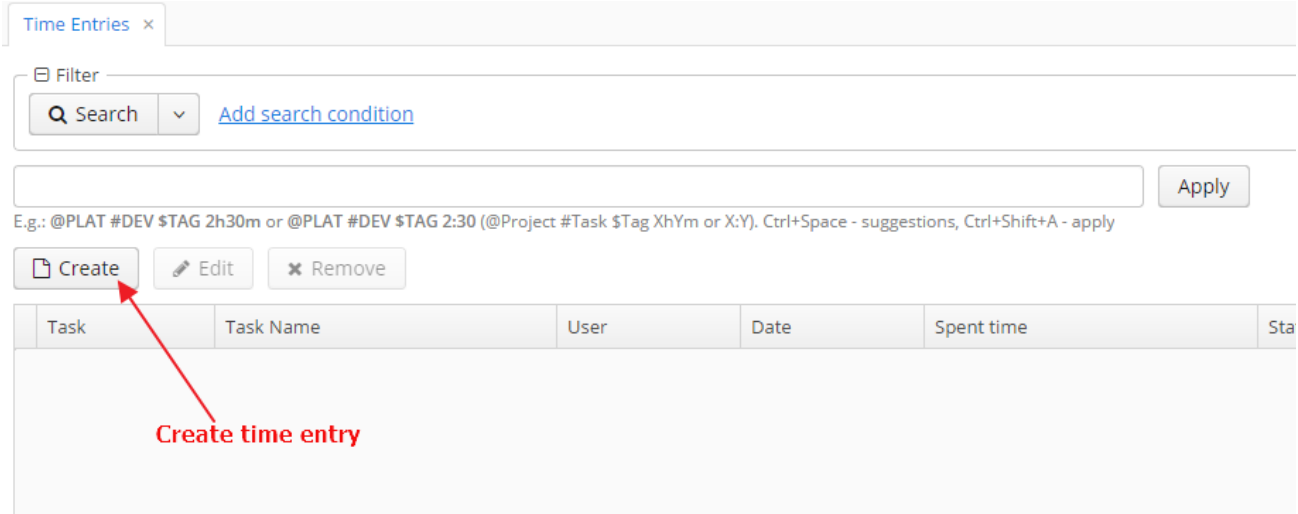 Time Entries ×
Filter
Search Add search condition
Apply
E.g.: @PLAT #DEV $TAG 2h30m or @PLAT #DEV $TAG 2:30 (@Project #Task $Tag XhYm or X:Y). Ctrl+Space - suggestions, Ctrl+Shift+A - apply
Create Edit Remove
Task Task Name User Date Spent time Sta
Create time entry